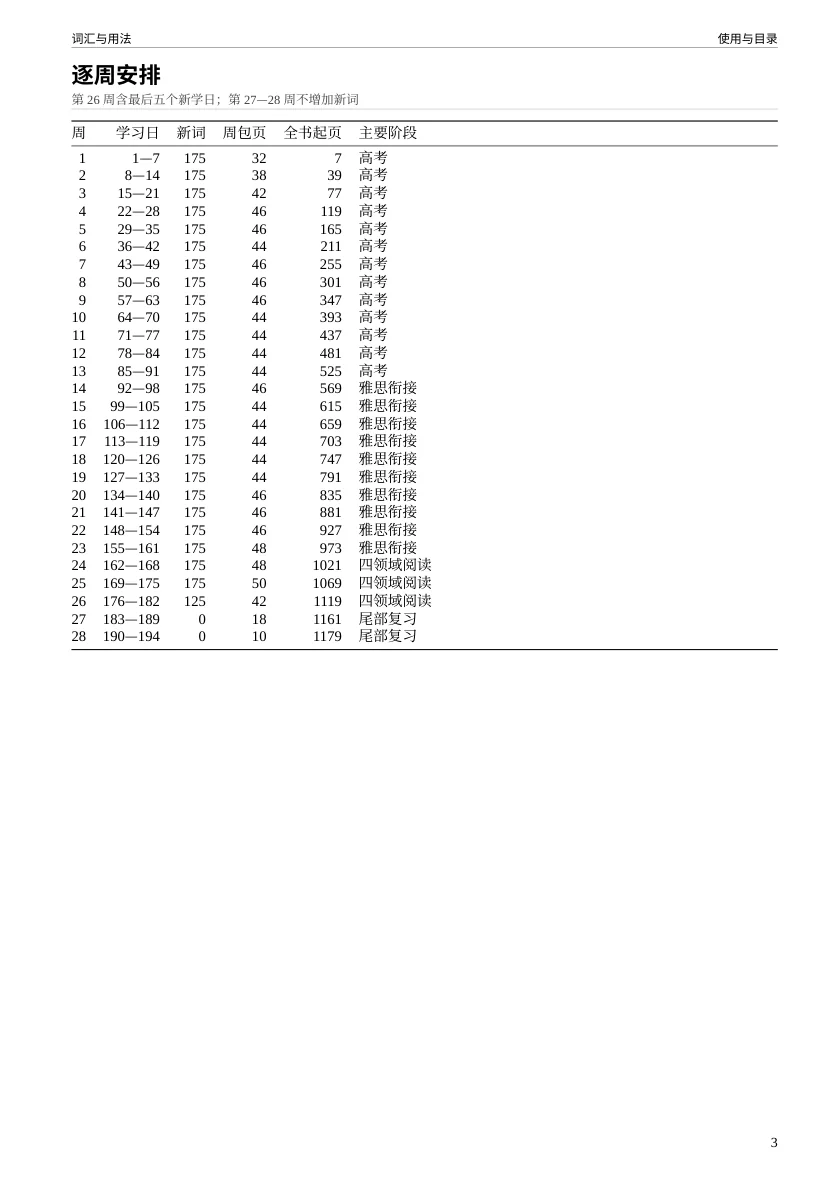 词汇与用法 使用与目录
逐周安排
第 26 周含最后五个新学日；第 27—28 周不增加新词
周 学习日 新词 周包页 全书起页 主要阶段
1 1—7 175 32 7 高考
2 8—14 175 38 39 高考
3 15—21 175 42 77 高考
4 22—28 175 46 119 高考
5 29—35 175 46 165 高考
6 36—42 175 44 211 高考
7 43—49 175 46 255 高考
8 50—56 175 46 301 高考
9 57—63 175 46 347 高考
10 64—70 175 44 393 高考
11 71—77 175 44 437 高考
12 78—84 175 44 481 高考
13 85—91 175 44 525 高考
14 92—98 175 46 569 雅思衔接
15 99—105 175 44 615 雅思衔接
16 106—112 175 44 659 雅思衔接
17 113—119 175 44 703 雅思衔接
18 120—126 175 44 747 雅思衔接
19 127—133 175 44 791 雅思衔接
20 134—140 175 46 835 雅思衔接
21 141—147 175 46 881 雅思衔接
22 148—154 175 46 927 雅思衔接
23 155—161 175 48 973 雅思衔接
24 162—168 175 48 1021 四领域阅读
25 169—175 175 50 1069 四领域阅读
26 176—182 125 42 1119 四领域阅读
27 183—189 0 18 1161 尾部复习
28 190—194 0 10 1179 尾部复习
3